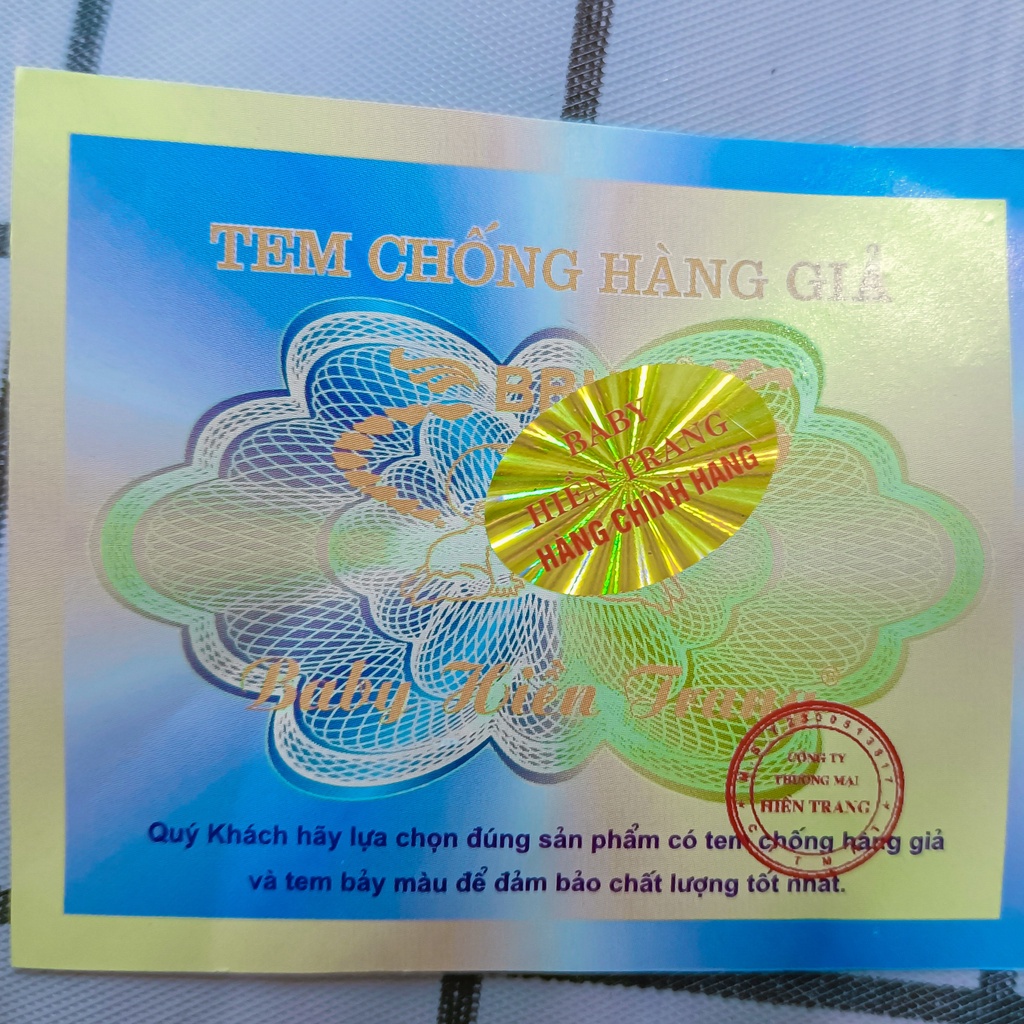 TEM CHỐNG HÀNG GIẢ
BABY
HIỀN TRANG
HÀNG CHÍNH HÃNG
Baby Hiền Trang®
CÔNG TY
THƯƠNG MẠI
HIỀN TRANG
Quý Khách hãy lựa chọn đúng sản phẩm có tem chống hàng giả
và tem bảy màu để đảm bảo chất lượng tốt nhất.